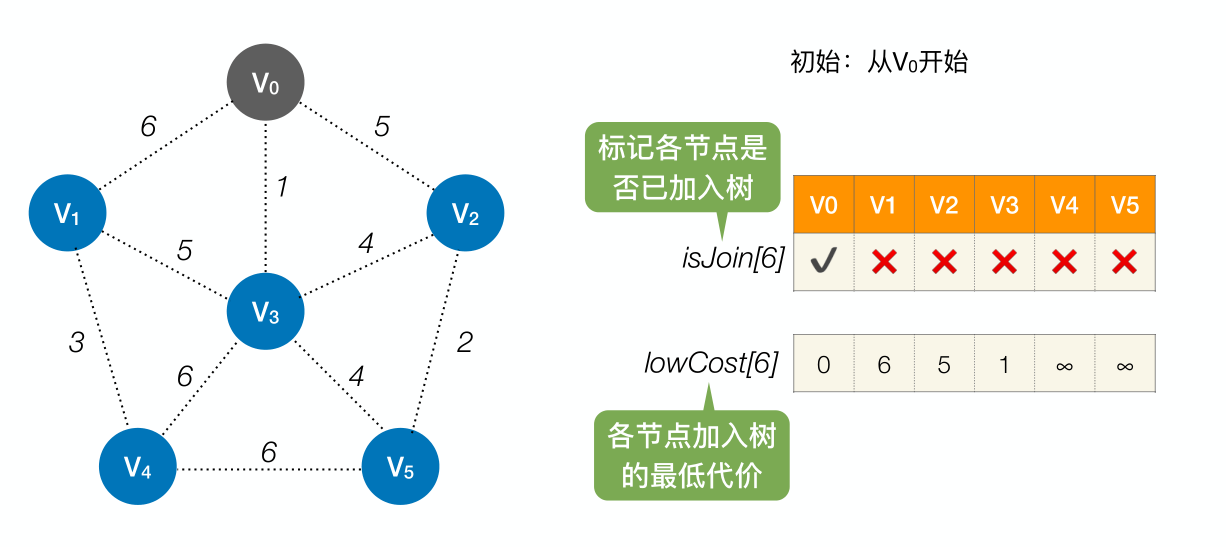 初始：从V₀开始
V₀
6
5
1
V₁
V₂
5
4
V₃
3
2
6
4
V₄
6
V₅
标记各节点是
否已加入树
V0 V1 V2 V3 V4 V5
isJoin[6] ✓ ✗ ✗ ✗ ✗ ✗
lowCost[6] 0 6 5 1 ∞ ∞
各节点加入树
的最低代价